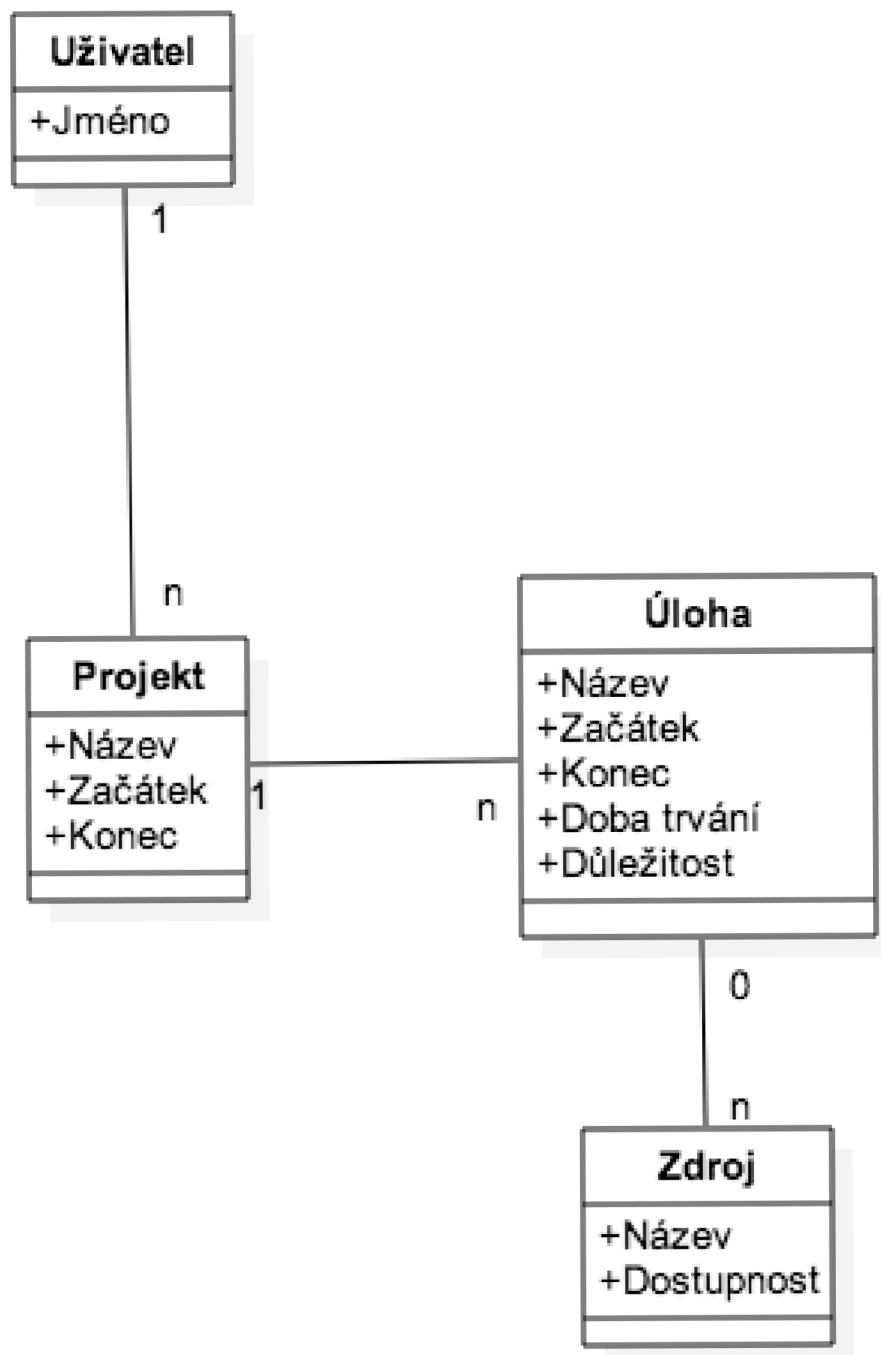 Uživatel
+Jméno
1
n
Projekt
+Název
+Začátek
+Konec
1
n
Úloha
+Název
+Začátek
+Konec
+Doba trvání
+Důležitost
0
n
Zdroj
+Název
+Dostupnost